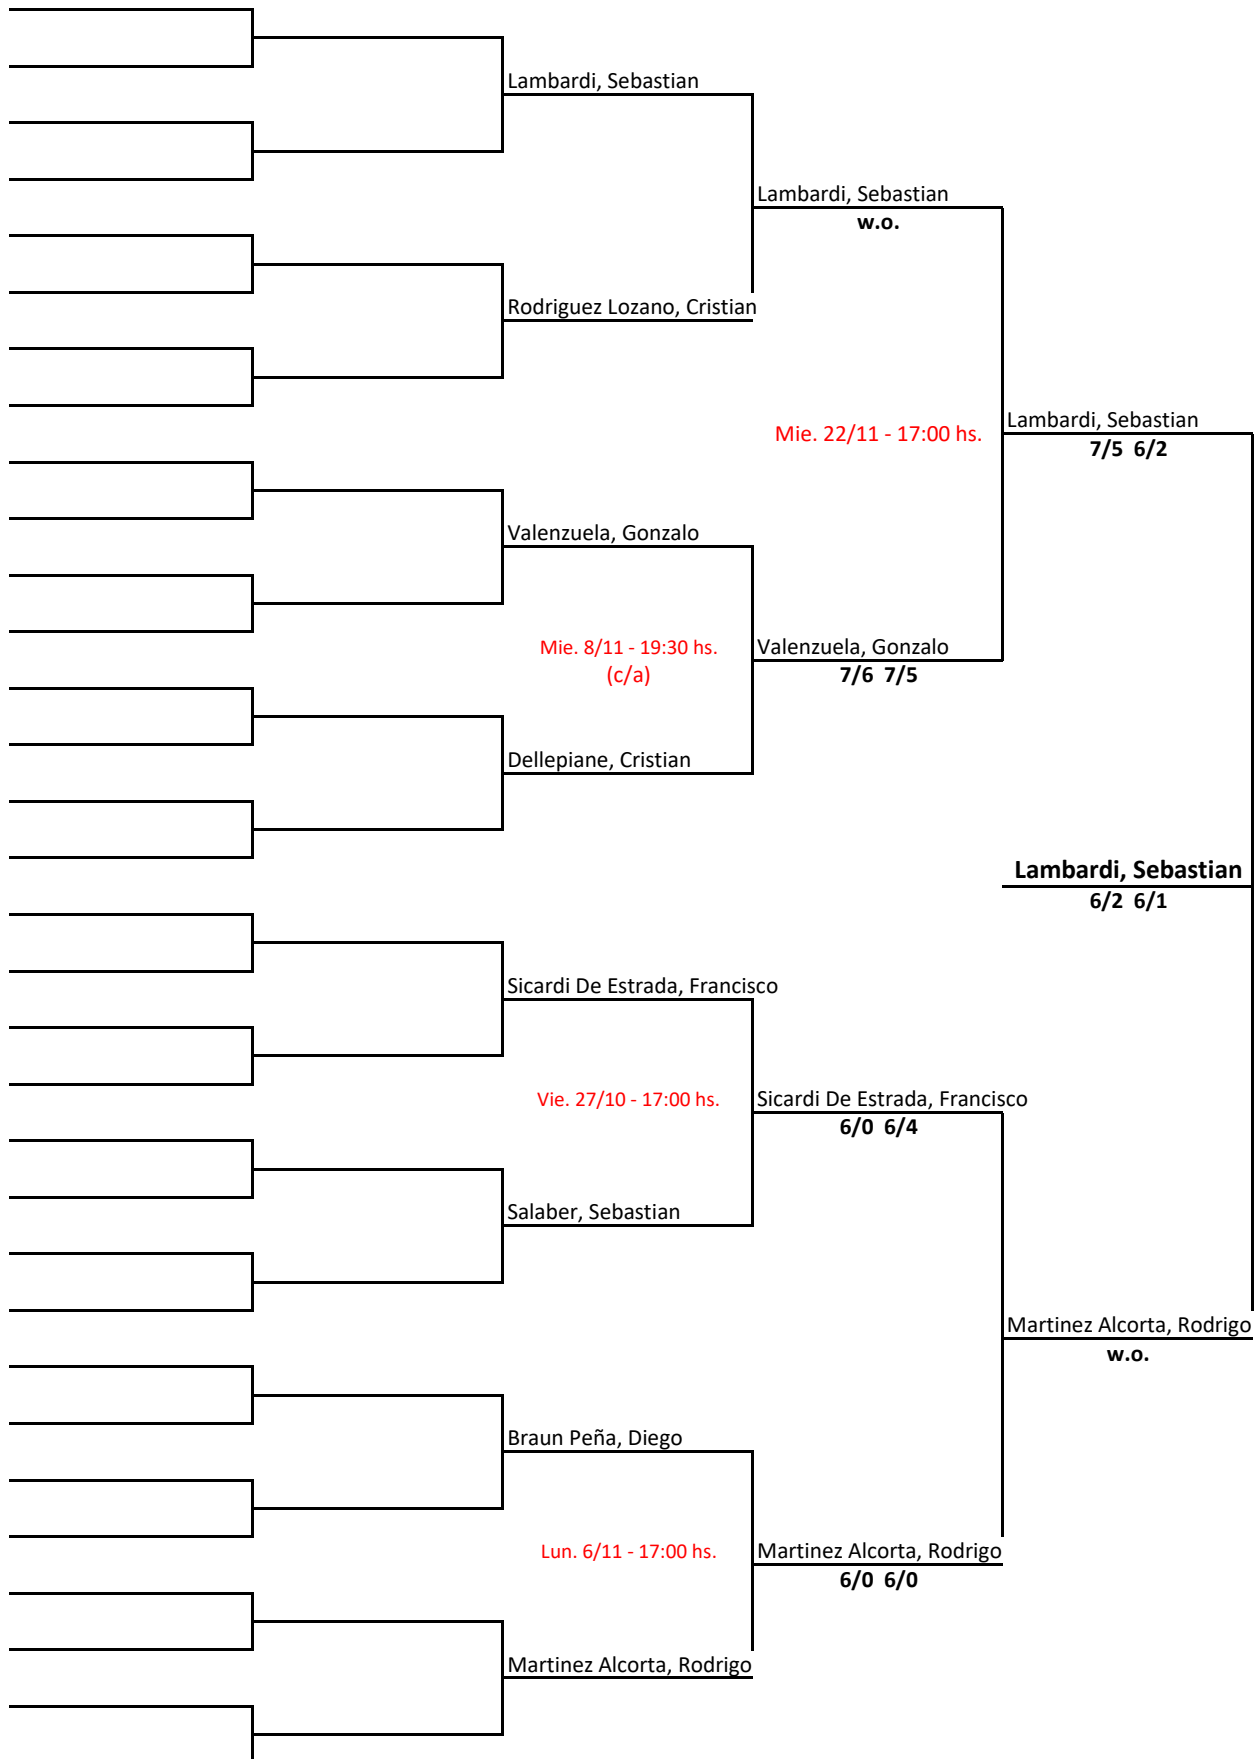 Lambardi, Sebastian
Lambardi, Sebastian
w.o.
Rodriguez Lozano, Cristian
Lambardi, Sebastian
Mie. 22/11 - 17:00 hs.
7/5 6/2
Valenzuela, Gonzalo
Mie. 8/11 - 19:30 hs.
Valenzuela, Gonzalo
(c/a)
7/6 7/5
Dellepiane, Cristian
Lambardi, Sebastian
6/2 6/1
Sicardi De Estrada, Francisco
Vie. 27/10 - 17:00 hs.
Sicardi De Estrada, Francisco
6/0 6/4
Salaber, Sebastian
Martinez Alcorta, Rodrigo
w.o.
Braun Peña, Diego
Lun. 6/11 - 17:00 hs.
Martinez Alcorta, Rodrigo
6/0 6/0
Martinez Alcorta, Rodrigo